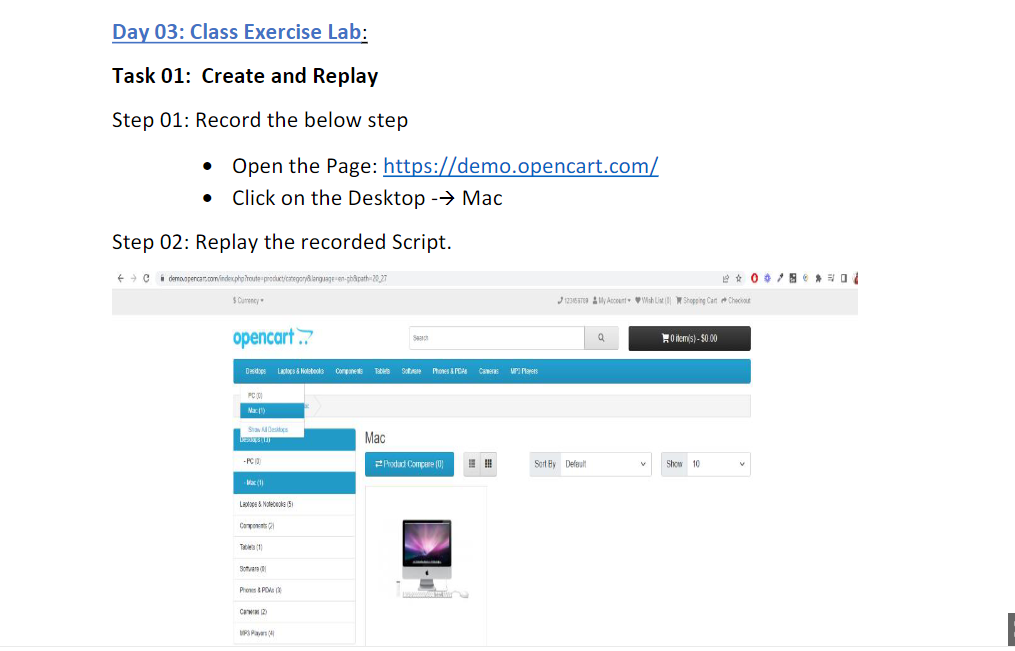 Day 03: Class Exercise Lab:
Task 01:  Create and Replay
Step 01: Record the below step
• Open the Page: https://demo.opencart.com/
• Click on the Desktop -→ Mac
Step 02: Replay the recorded Script.
demo.opencart.com/index.php?route=product/category&language=en-gb&path=20_27
$ Currency
123456789 My Account Wish List (0) Shopping Cart Checkout
opencart
Search
0 item(s) - $0.00
Desktops Laptops & Notebooks Components Tablets Software Phones & PDAs Cameras MP3 Players
PC (0)
Mac (1)
Show All Desktops
Desktops (13)
Mac
- PC (0)
Product Compare (0)
Sort By Default
Show 10
- Mac (1)
Laptops & Notebooks (5)
Components (2)
Tablets (1)
Software (0)
Phones & PDAs (3)
Cameras (2)
MP3 Players (4)